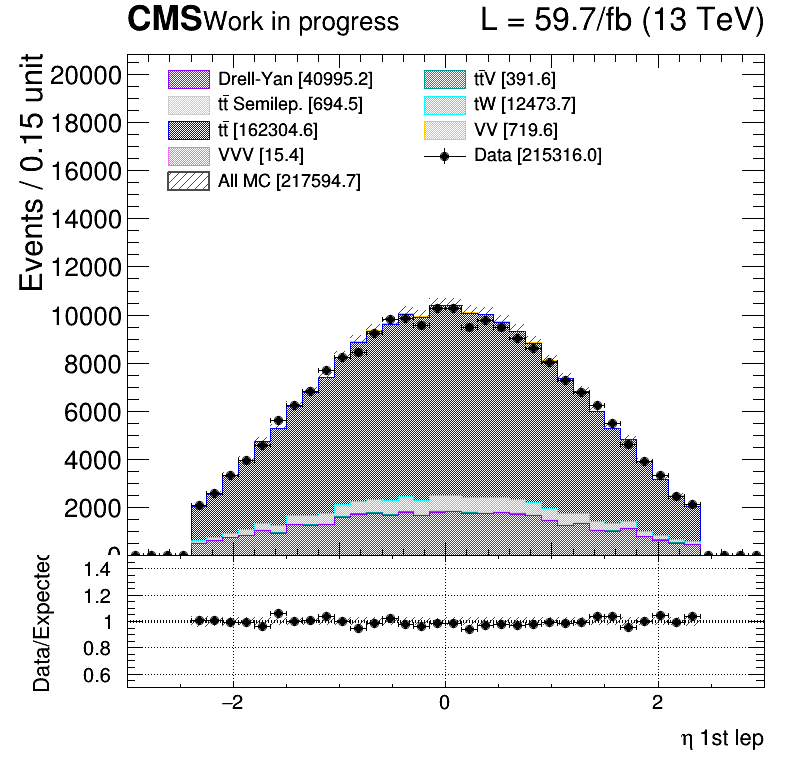 CMS Work in progress L = 59.7/fb (13 TeV)
Events / 0.15 unit
20000
18000
16000
14000
12000
10000
8000
6000
4000
2000
0
Drell-Yan [40995.2]
tt̄ Semilep. [694.5]
tt̄ [162304.6]
VVV [15.4]
All MC [217594.7]
tt̄V [391.6]
tW [12473.7]
VV [719.6]
Data [215316.0]
Data/Expected
1.4
1.2
1
0.8
0.6
−2 0 2
η 1st lep